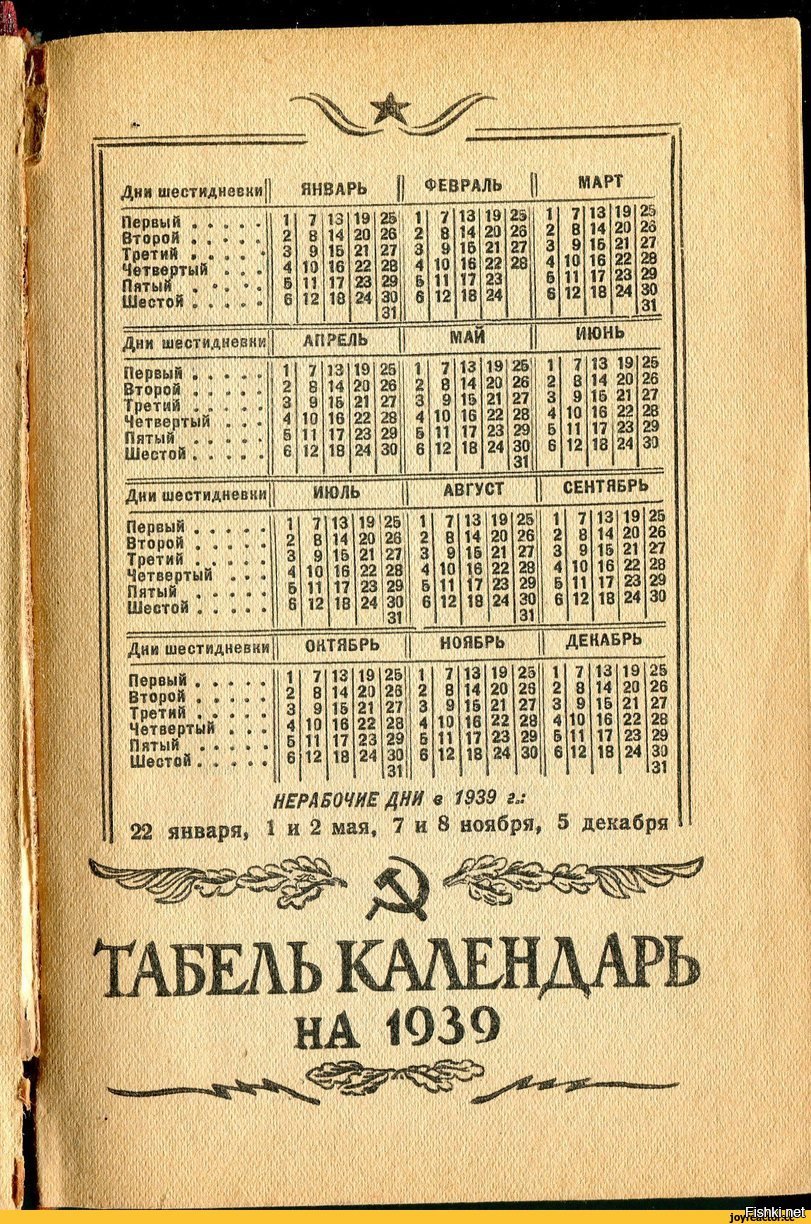 Дни шестидневки ЯНВАРЬ ФЕВРАЛЬ МАРТ
Первый . . . . . 1 7 13 19 25 1 7 13 19 25 1 7 13 19 25
Второй . . . . . 2 8 14 20 26 2 8 14 20 26 2 8 14 20 26
Третий . . . . . 3 9 15 21 27 3 9 15 21 27 3 9 15 21 27
Четвертый . . . 4 10 16 22 28 4 10 16 22 28 4 10 16 22 28
Пятый . . . . . 5 11 17 23 29 5 11 17 23 5 11 17 23 29
Шестой . . . . . 6 12 18 24 30 6 12 18 24 6 12 18 24 30
31 31
Дни шестидневки АПРЕЛЬ МАЙ ИЮНЬ
Первый . . . . . 1 7 13 19 25 1 7 13 19 25 1 7 13 19 25
Второй . . . . . 2 8 14 20 26 2 8 14 20 26 2 8 14 20 26
Третий . . . . . 3 9 15 21 27 3 9 15 21 27 3 9 15 21 27
Четвертый . . . 4 10 16 22 28 4 10 16 22 28 4 10 16 22 28
Пятый . . . . . 5 11 17 23 29 5 11 17 23 29 5 11 17 23 29
Шестой . . . . . 6 12 18 24 30 6 12 18 24 30 6 12 18 24 30
31
Дни шестидневки ИЮЛЬ АВГУСТ СЕНТЯБРЬ
Первый . . . . . 1 7 13 19 25 1 7 13 19 25 1 7 13 19 25
Второй . . . . . 2 8 14 20 26 2 8 14 20 26 2 8 14 20 26
Третий . . . . . 3 9 15 21 27 3 9 15 21 27 3 9 15 21 27
Четвертый . . . 4 10 16 22 28 4 10 16 22 28 4 10 16 22 28
Пятый . . . . . 5 11 17 23 29 5 11 17 23 29 5 11 17 23 29
Шестой . . . . . 6 12 18 24 30 6 12 18 24 30 6 12 18 24 30
31 31
Дни шестидневки ОКТЯБРЬ НОЯБРЬ ДЕКАБРЬ
Первый . . . . . 1 7 13 19 25 1 7 13 19 25 1 7 13 19 25
Второй . . . . . 2 8 14 20 26 2 8 14 20 26 2 8 14 20 26
Третий . . . . . 3 9 15 21 27 3 9 15 21 27 3 9 15 21 27
Четвертый . . . 4 10 16 22 28 4 10 16 22 28 4 10 16 22 28
Пятый . . . . . 5 11 17 23 29 5 11 17 23 29 5 11 17 23 29
Шестой . . . . . 6 12 18 24 30 6 12 18 24 30 6 12 18 24 30
31 31
НЕРАБОЧИЕ ДНИ в 1939 г.:
22 января, 1 и 2 мая, 7 и 8 ноября, 5 декабря
ТАБЕЛЬ КАЛЕНДАРЬ
НА 1939
Fishki.net